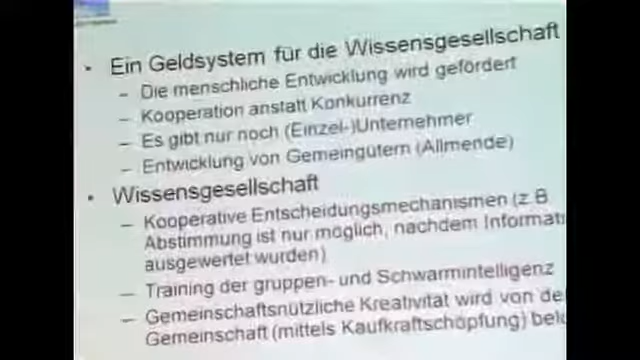 • Ein Geldsystem für die Wissensgesellschaft
– Die menschliche Entwicklung wird gefördert
– Kooperation anstatt Konkurrenz
– Es gibt nur noch (Einzel-)Unternehmer
– Entwicklung von Gemeingütern (Allmende)
• Wissensgesellschaft
– Kooperative Entscheidungsmechanismen (z.B
Abstimmung ist nur möglich, nachdem Informati
ausgewertet wurden)
– Training der gruppen- und Schwarmintelligenz
– Gemeinschaftsnützliche Kreativität wird von de
Gemeinschaft (mittels Kaufkraftschöpfung) belo